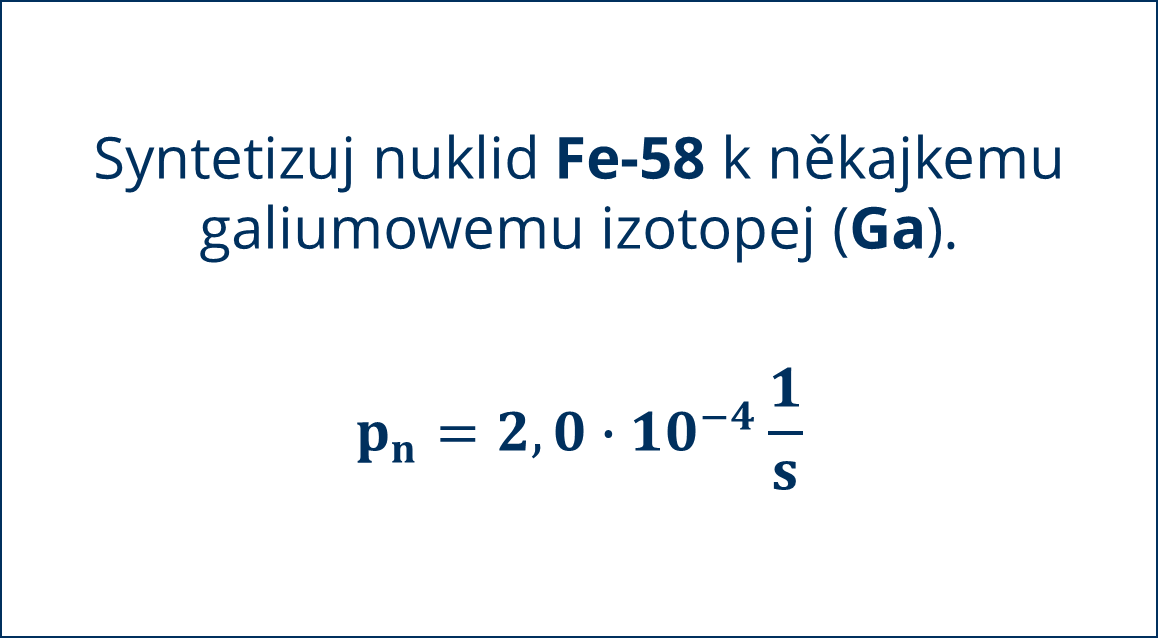 Syntetizuj nuklid Fe-58 k někajkemu
galiumowemu izotopej (Ga).
pₙ = 2,0 · 10⁻⁴ 1/s